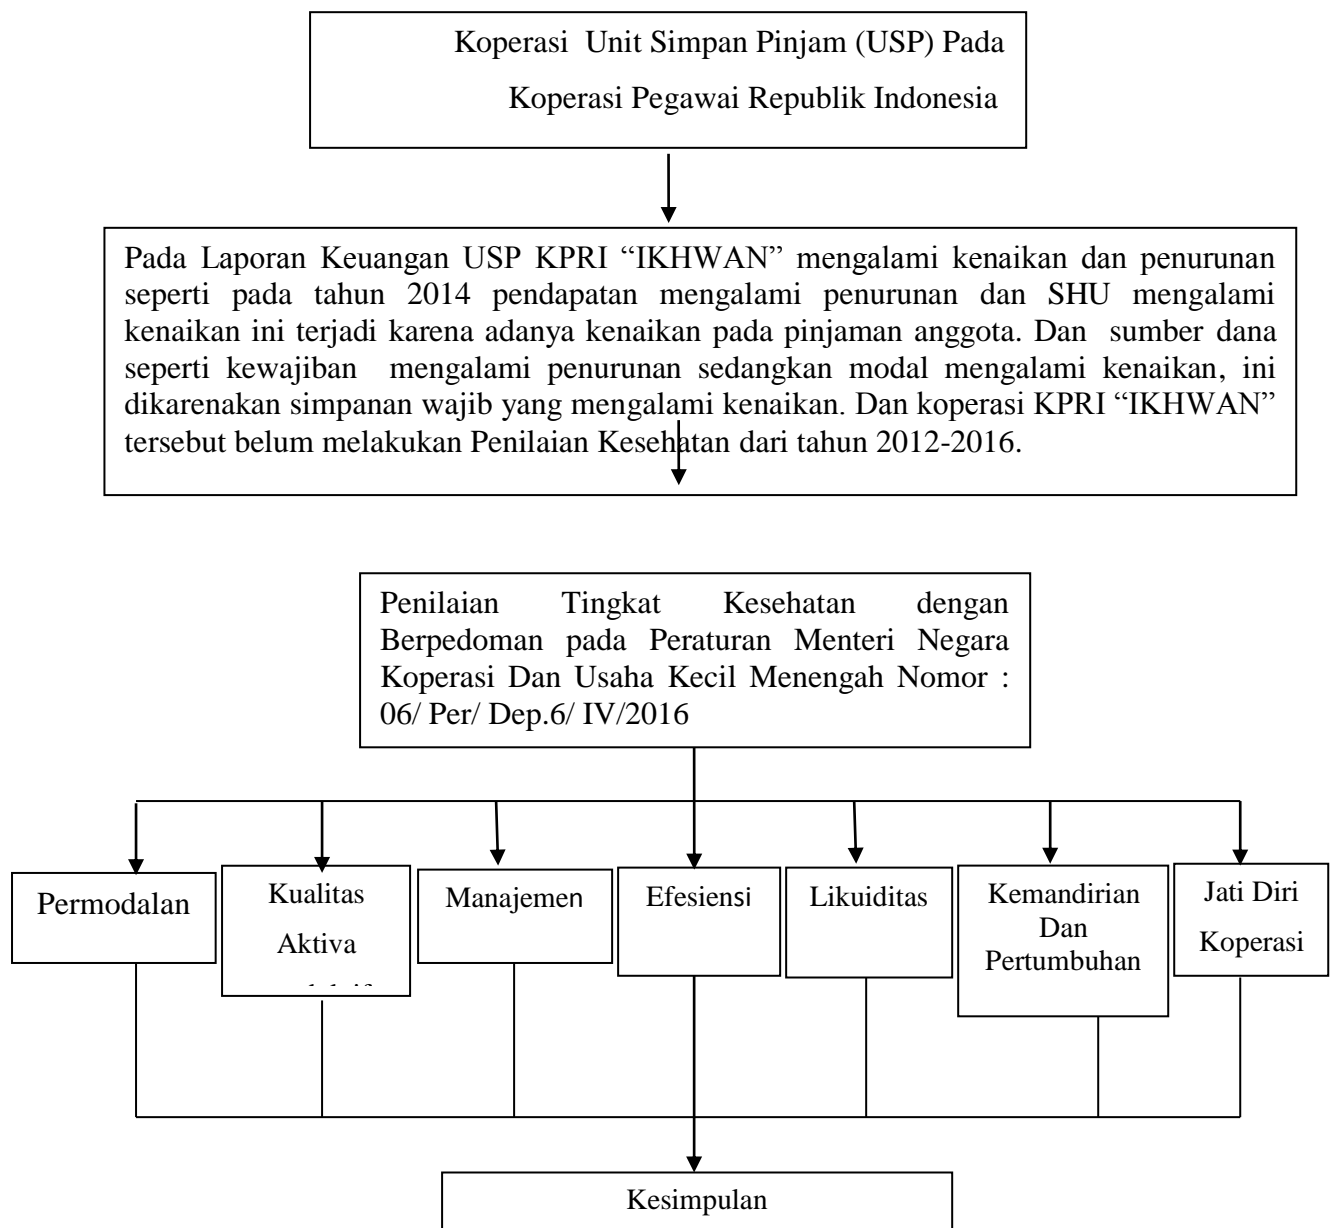 Koperasi Unit Simpan Pinjam (USP) Pada
Koperasi Pegawai Republik Indonesia
Pada Laporan Keuangan USP KPRI “IKHWAN” mengalami kenaikan dan penurunan
seperti pada tahun 2014 pendapatan mengalami penurunan dan SHU mengalami
kenaikan ini terjadi karena adanya kenaikan pada pinjaman anggota. Dan sumber dana
seperti kewajiban mengalami penurunan sedangkan modal mengalami kenaikan, ini
dikarenakan simpanan wajib yang mengalami kenaikan. Dan koperasi KPRI “IKHWAN”
tersebut belum melakukan Penilaian Kesehatan dari tahun 2012-2016.
Penilaian Tingkat Kesehatan dengan
Berpedoman pada Peraturan Menteri Negara
Koperasi Dan Usaha Kecil Menengah Nomor :
06/ Per/ Dep.6/ IV/2016
Permodalan
Kualitas
Aktiva
Manajemen
Efesiensi
Likuiditas
Kemandirian
Dan
Pertumbuhan
Jati Diri
Koperasi
Kesimpulan